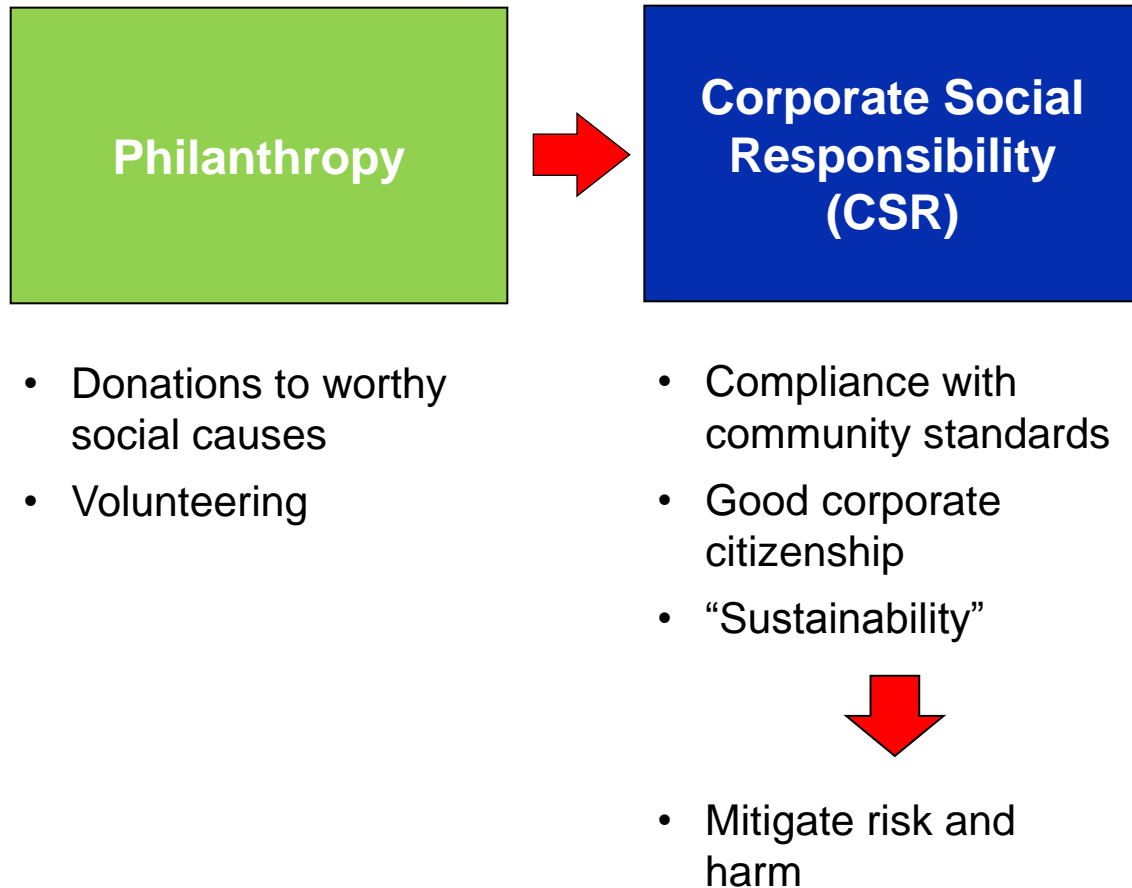 Philanthropy
Corporate Social
Responsibility
(CSR)
• Donations to worthy
social causes
• Volunteering
• Compliance with
community standards
• Good corporate
citizenship
• “Sustainability”
• Mitigate risk and
harm